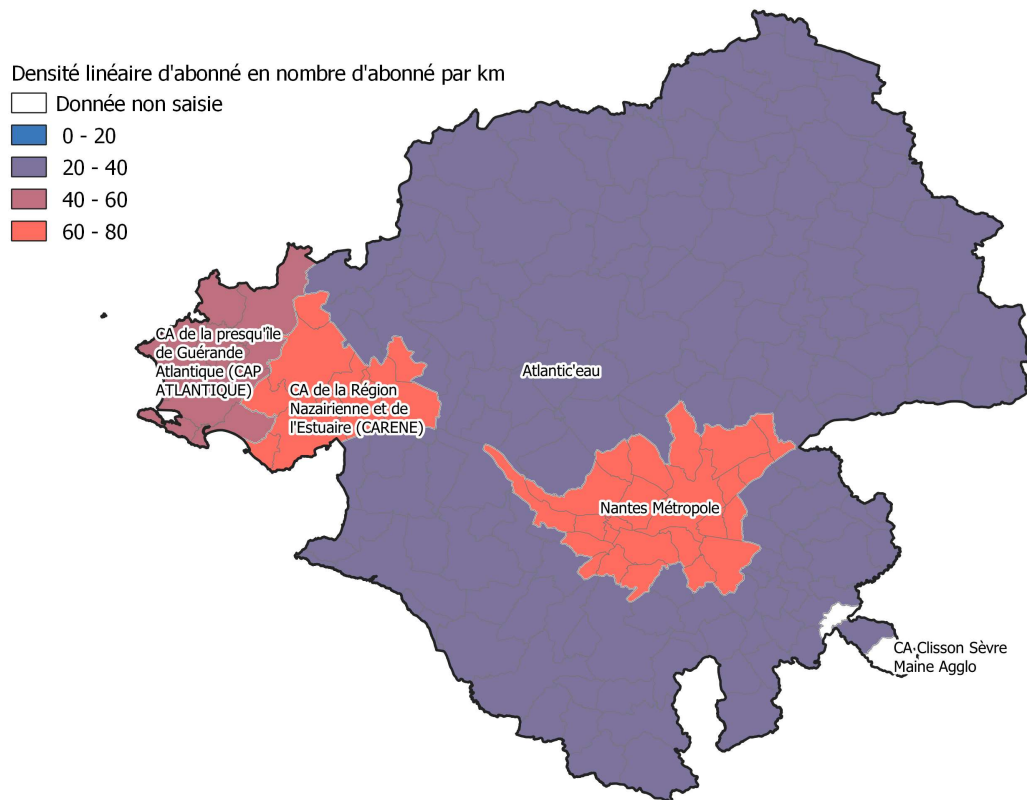 Densité linéaire d'abonné en nombre d'abonné par km
Donnée non saisie
0 - 20
20 - 40
40 - 60
60 - 80
CA de la presqu'île
de Guérande
Atlantique (CAP
ATLANTIQUE)
CA de la Région
Nazairienne et de
l'Estuaire (CARENE)
Atlantic'eau
Nantes Métropole
CA Clisson Sèvre
Maine Agglo